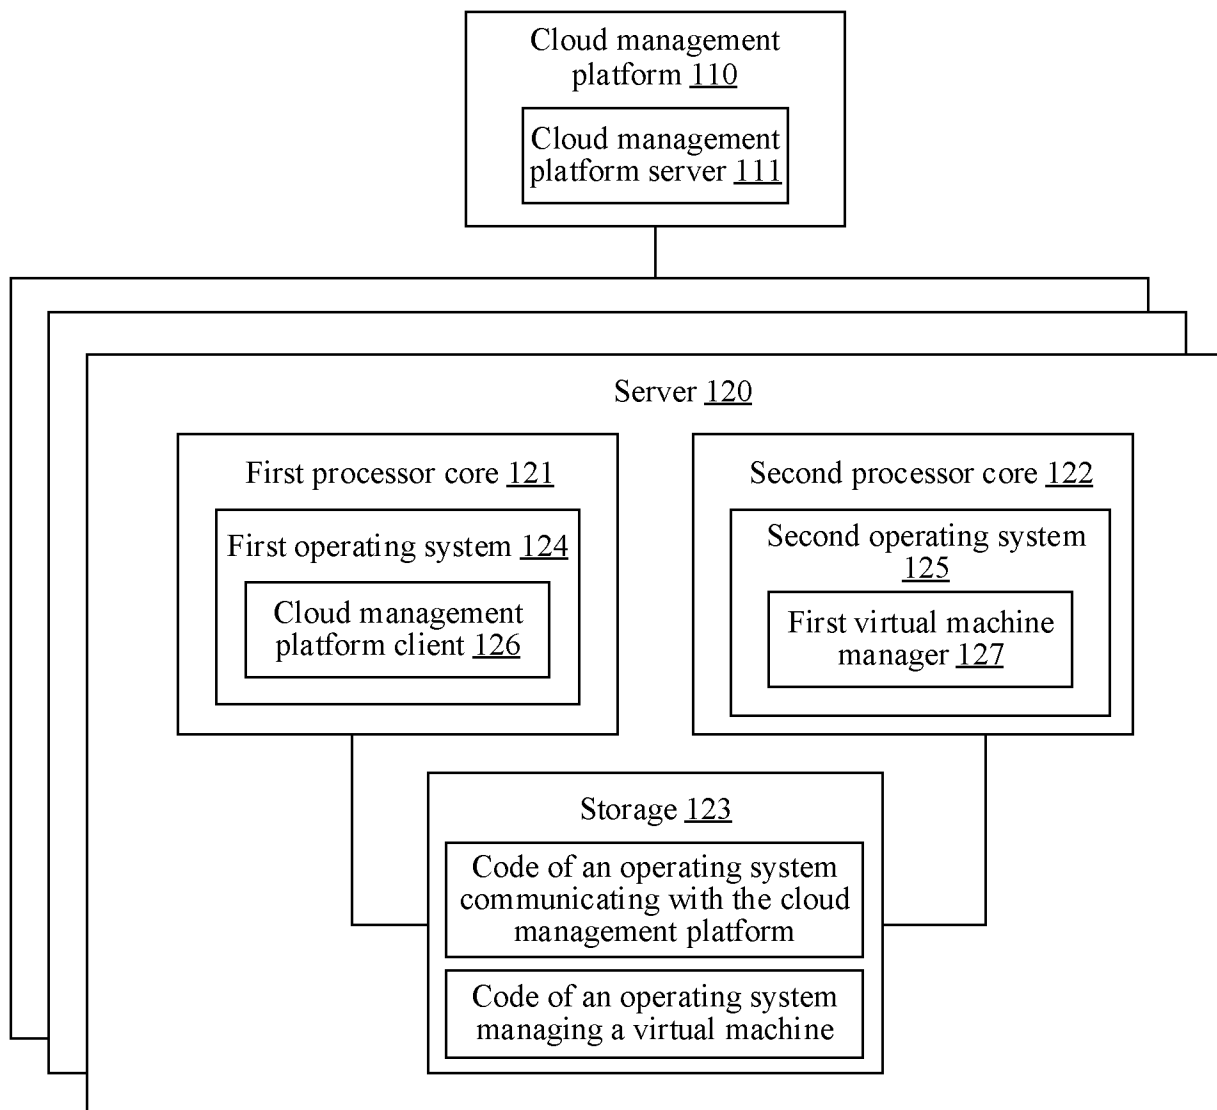 Cloud management
platform 110
Cloud management
platform server 111
Server 120
First processor core 121
First operating system 124
Cloud management
platform client 126
Second processor core 122
Second operating system
125
First virtual machine
manager 127
Storage 123
Code of an operating system
communicating with the cloud
management platform
Code of an operating system
managing a virtual machine